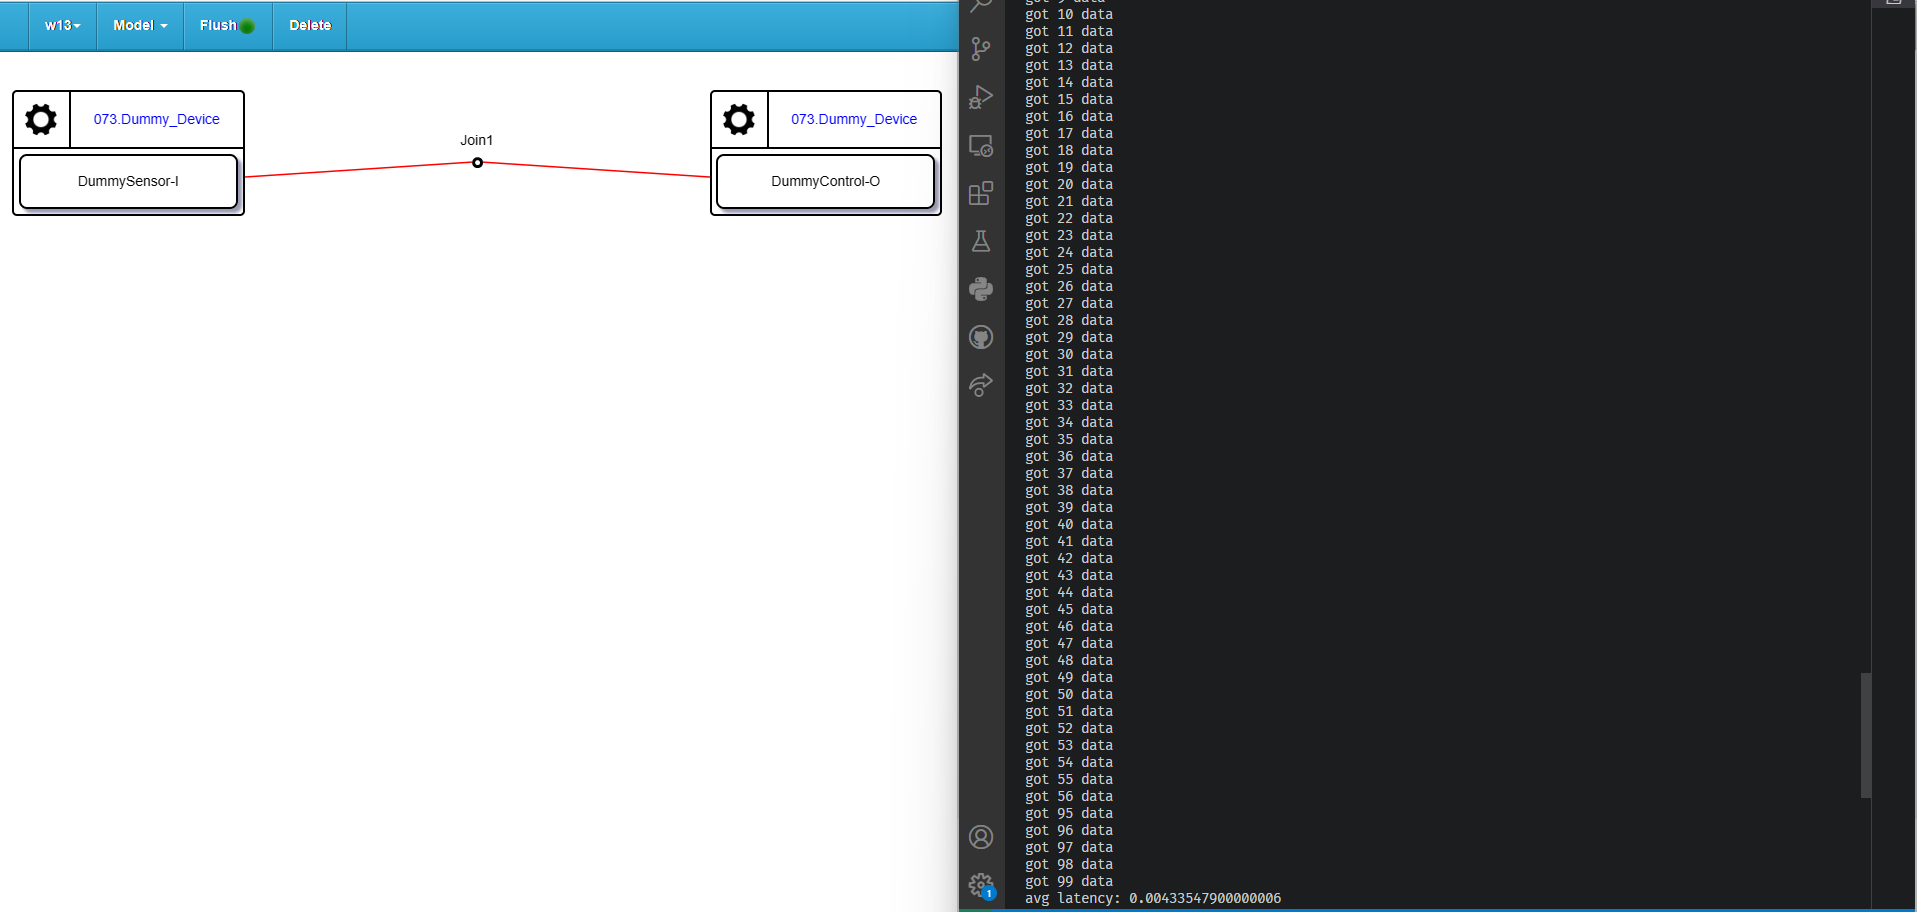 w13
Model
Flush
Delete
073.Dummy_Device
DummySensor-I
Join1
073.Dummy_Device
DummyControl-O
got 9 data
got 10 data
got 11 data
got 12 data
got 13 data
got 14 data
got 15 data
got 16 data
got 17 data
got 18 data
got 19 data
got 20 data
got 21 data
got 22 data
got 23 data
got 24 data
got 25 data
got 26 data
got 27 data
got 28 data
got 29 data
got 30 data
got 31 data
got 32 data
got 33 data
got 34 data
got 35 data
got 36 data
got 37 data
got 38 data
got 39 data
got 40 data
got 41 data
got 42 data
got 43 data
got 44 data
got 45 data
got 46 data
got 47 data
got 48 data
got 49 data
got 50 data
got 51 data
got 52 data
got 53 data
got 54 data
got 55 data
got 56 data
got 95 data
got 96 data
got 97 data
got 98 data
got 99 data
avg latency: 0.00433547900000006
1